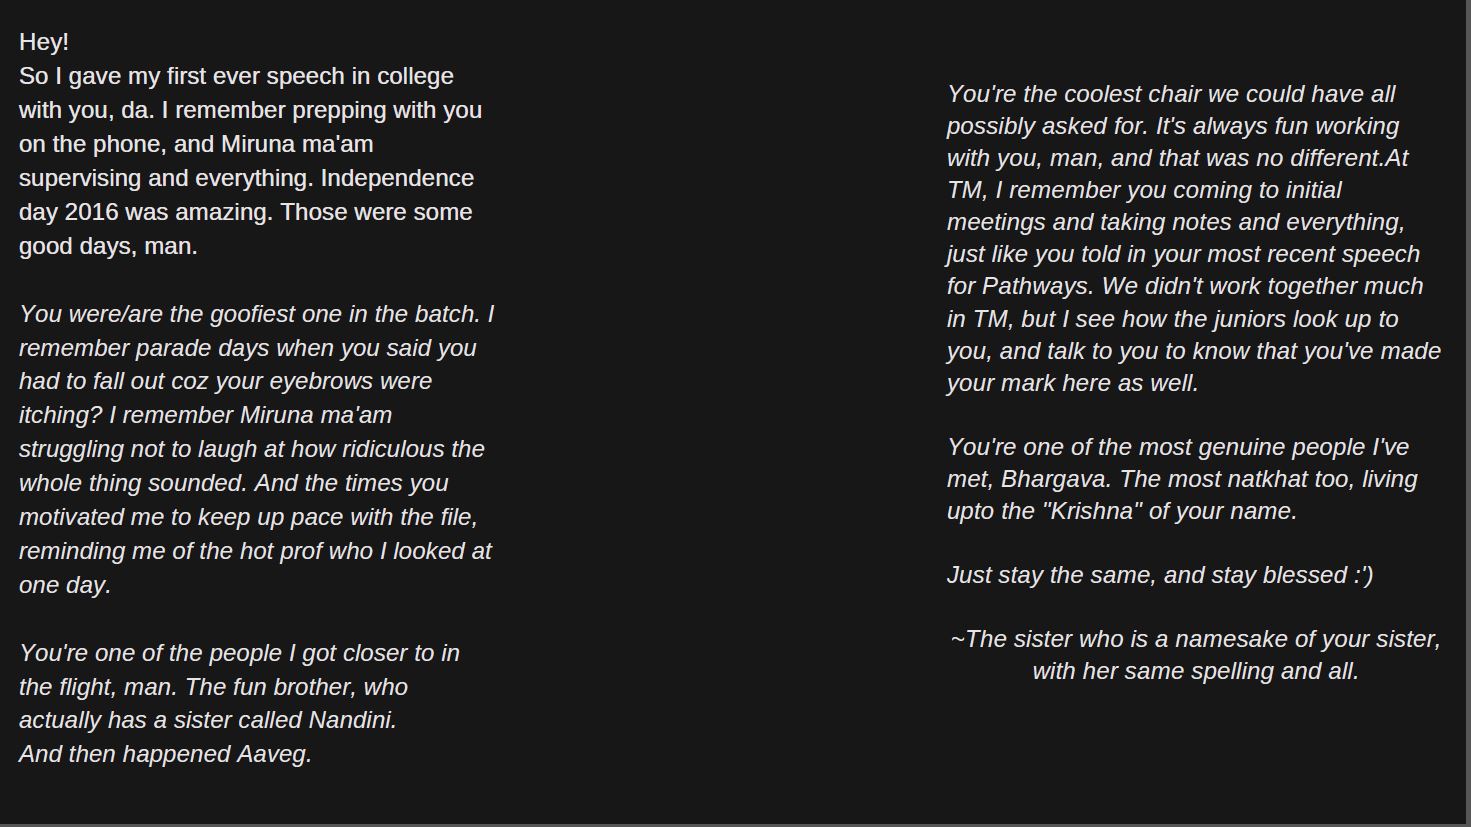 Hey!
So I gave my first ever speech in college
with you, da. I remember prepping with you
on the phone, and Miruna ma'am
supervising and everything. Independence
day 2016 was amazing. Those were some
good days, man.
You were/are the goofiest one in the batch. I
remember parade days when you said you
had to fall out coz your eyebrows were
itching? I remember Miruna ma'am
struggling not to laugh at how ridiculous the
whole thing sounded. And the times you
motivated me to keep up pace with the file,
reminding me of the hot prof who I looked at
one day.
You're one of the people I got closer to in
the flight, man. The fun brother, who
actually has a sister called Nandini.
And then happened Aaveg.
You're the coolest chair we could have all
possibly asked for. It's always fun working
with you, man, and that was no different.At
TM, I remember you coming to initial
meetings and taking notes and everything,
just like you told in your most recent speech
for Pathways. We didn't work together much
in TM, but I see how the juniors look up to
you, and talk to you to know that you've made
your mark here as well.
You're one of the most genuine people I've
met, Bhargava. The most natkhat too, living
upto the "Krishna" of your name.
Just stay the same, and stay blessed :')
~The sister who is a namesake of your sister,
with her same spelling and all.